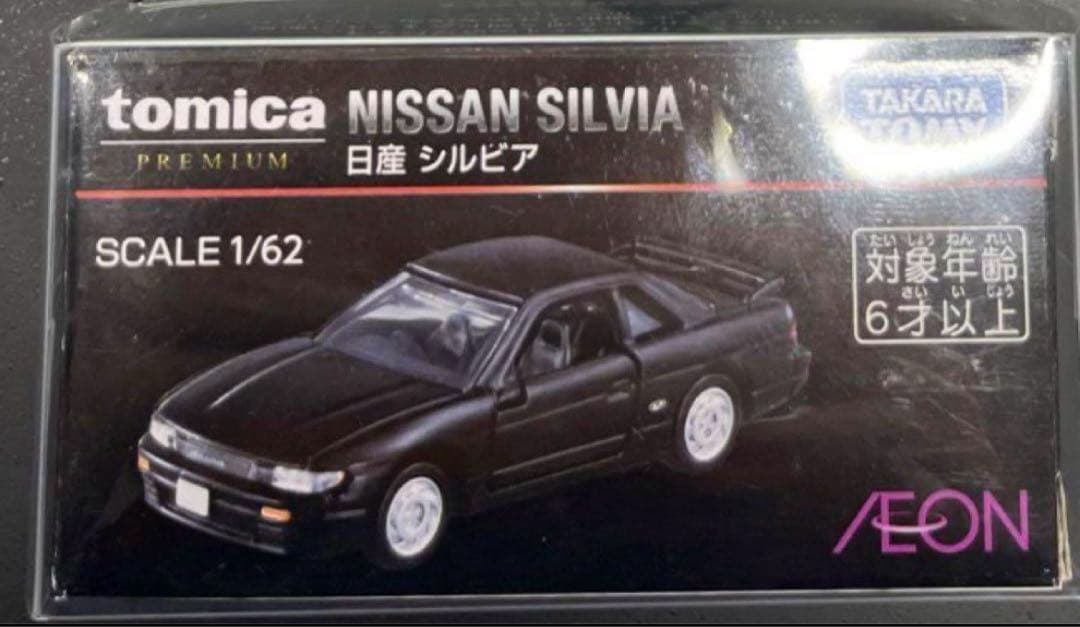 tomica
PREMIUM
NISSAN SILVIA
日産 シルビア
TAKARA
TOMY
SCALE 1/62
たいしょうねんれい
対象年齢
さい い じょう
6才以上
ÆON